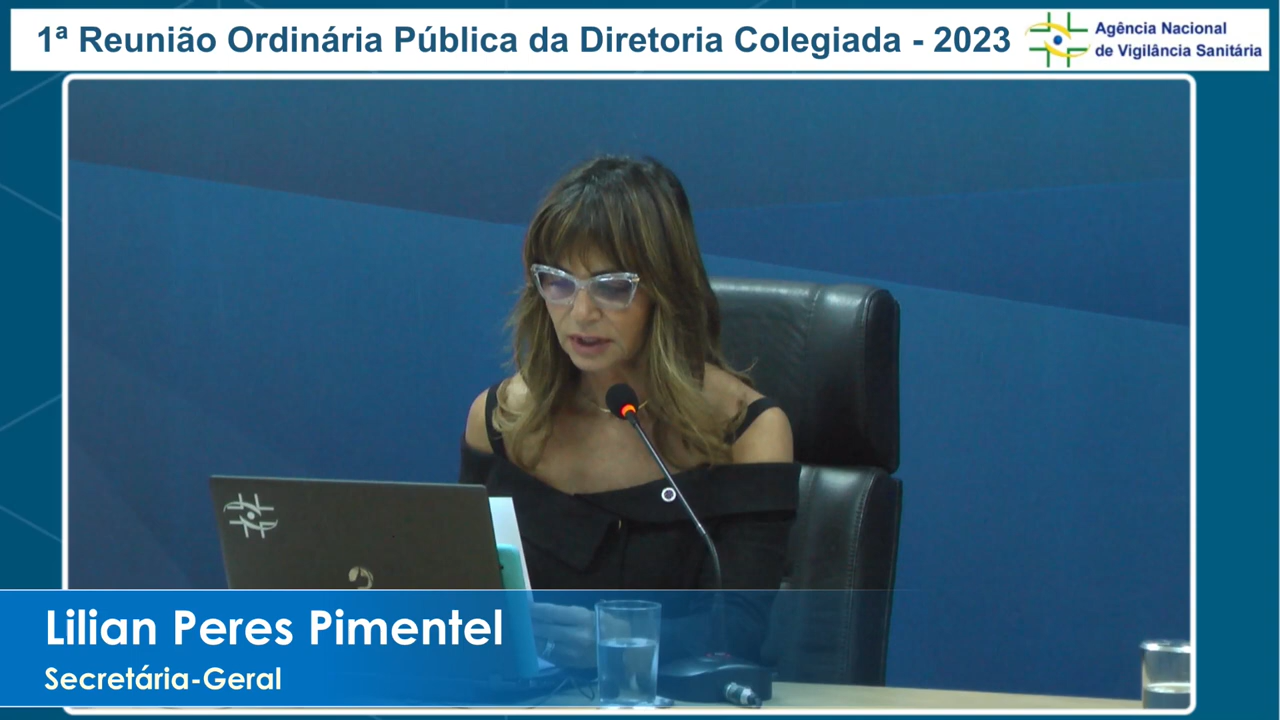 1ª Reunião Ordinária Pública da Diretoria Colegiada - 2023
Agência Nacional
de Vigilância Sanitária
Lilian Peres Pimentel
Secretária-Geral